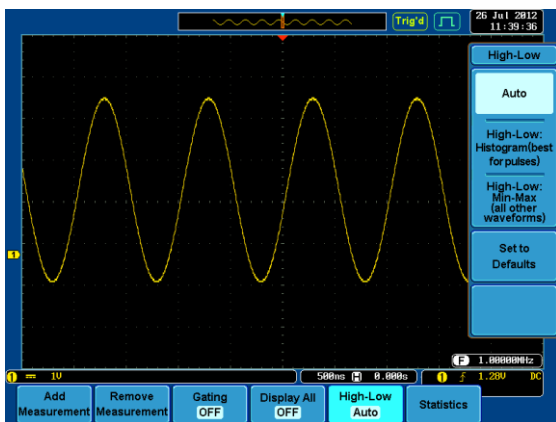 Trig'd
26 Jul 2012
11:39:36
High-Low
Auto
High-Low:
Histogram(best
for pulses)
High-Low:
Min-Max
(all other
waveforms)
Set to
Defaults
1
F 1.00000MHz
1 1V
500ns H 0.000s
1 1.28V DC
Add
Measurement
Remove
Measurement
Gating
OFF
Display All
OFF
High-Low
Auto
Statistics